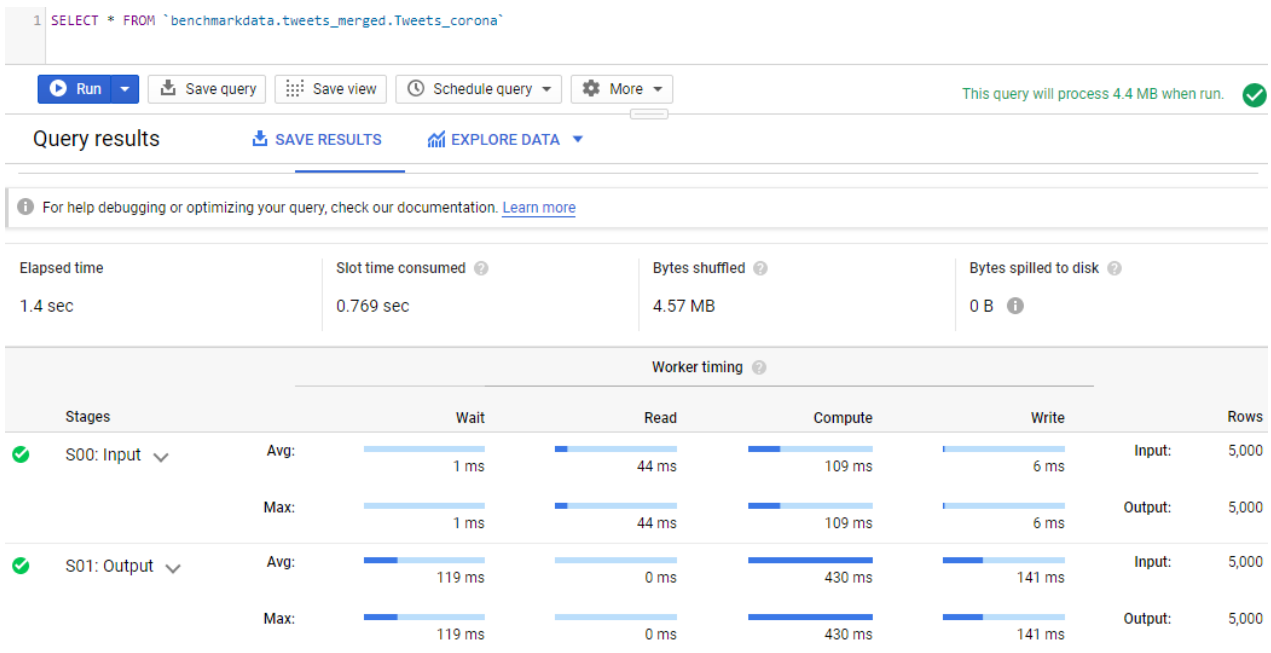 1 SELECT * FROM `benchmarkdata.tweets_merged.Tweets_corona`
Run Save query Save view Schedule query More This query will process 4.4 MB when run.
Query results SAVE RESULTS EXPLORE DATA
For help debugging or optimizing your query, check our documentation. Learn more
Elapsed time Slot time consumed Bytes shuffled Bytes spilled to disk
1.4 sec 0.769 sec 4.57 MB 0 B
Worker timing
Stages Wait Read Compute Write Rows
S00: Input Avg: 1 ms 44 ms 109 ms 6 ms Input: 5,000
Max: 1 ms 44 ms 109 ms 6 ms Output: 5,000
S01: Output Avg: 119 ms 0 ms 430 ms 141 ms Input: 5,000
Max: 119 ms 0 ms 430 ms 141 ms Output: 5,000